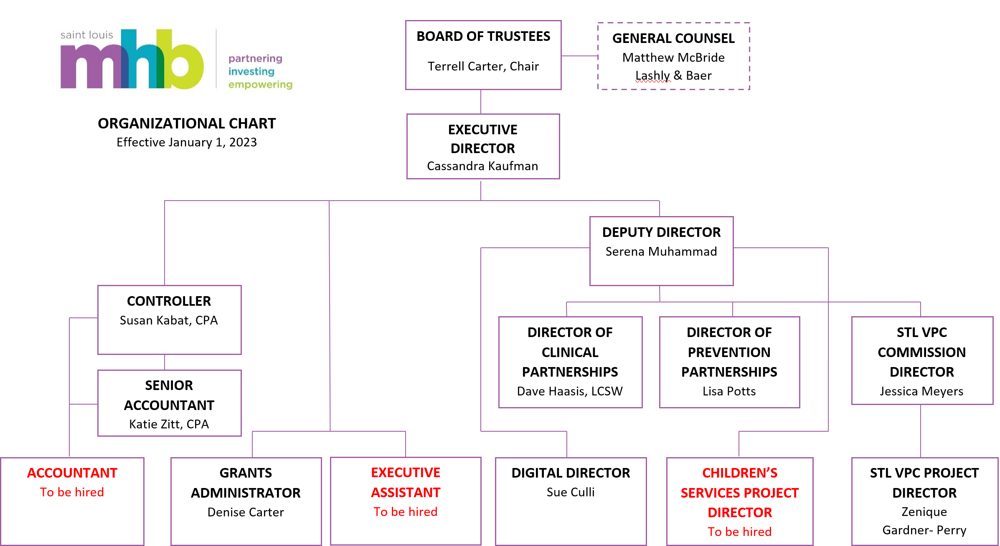 saint louis
mhb
partnering
investing
empowering
ORGANIZATIONAL CHART
Effective January 1, 2023
BOARD OF TRUSTEES
Terrell Carter, Chair
GENERAL COUNSEL
Matthew McBride
Lashly & Baer
EXECUTIVE
DIRECTOR
Cassandra Kaufman
DEPUTY DIRECTOR
Serena Muhammad
CONTROLLER
Susan Kabat, CPA
SENIOR
ACCOUNTANT
Katie Zitt, CPA
DIRECTOR OF
CLINICAL
PARTNERSHIPS
Dave Haasis, LCSW
DIRECTOR OF
PREVENTION
PARTNERSHIPS
Lisa Potts
STL VPC
COMMISSION
DIRECTOR
Jessica Meyers
ACCOUNTANT
To be hired
GRANTS
ADMINISTRATOR
Denise Carter
EXECUTIVE
ASSISTANT
To be hired
DIGITAL DIRECTOR
Sue Culli
CHILDREN’S
SERVICES PROJECT
DIRECTOR
To be hired
STL VPC PROJECT
DIRECTOR
Zenique
Gardner- Perry